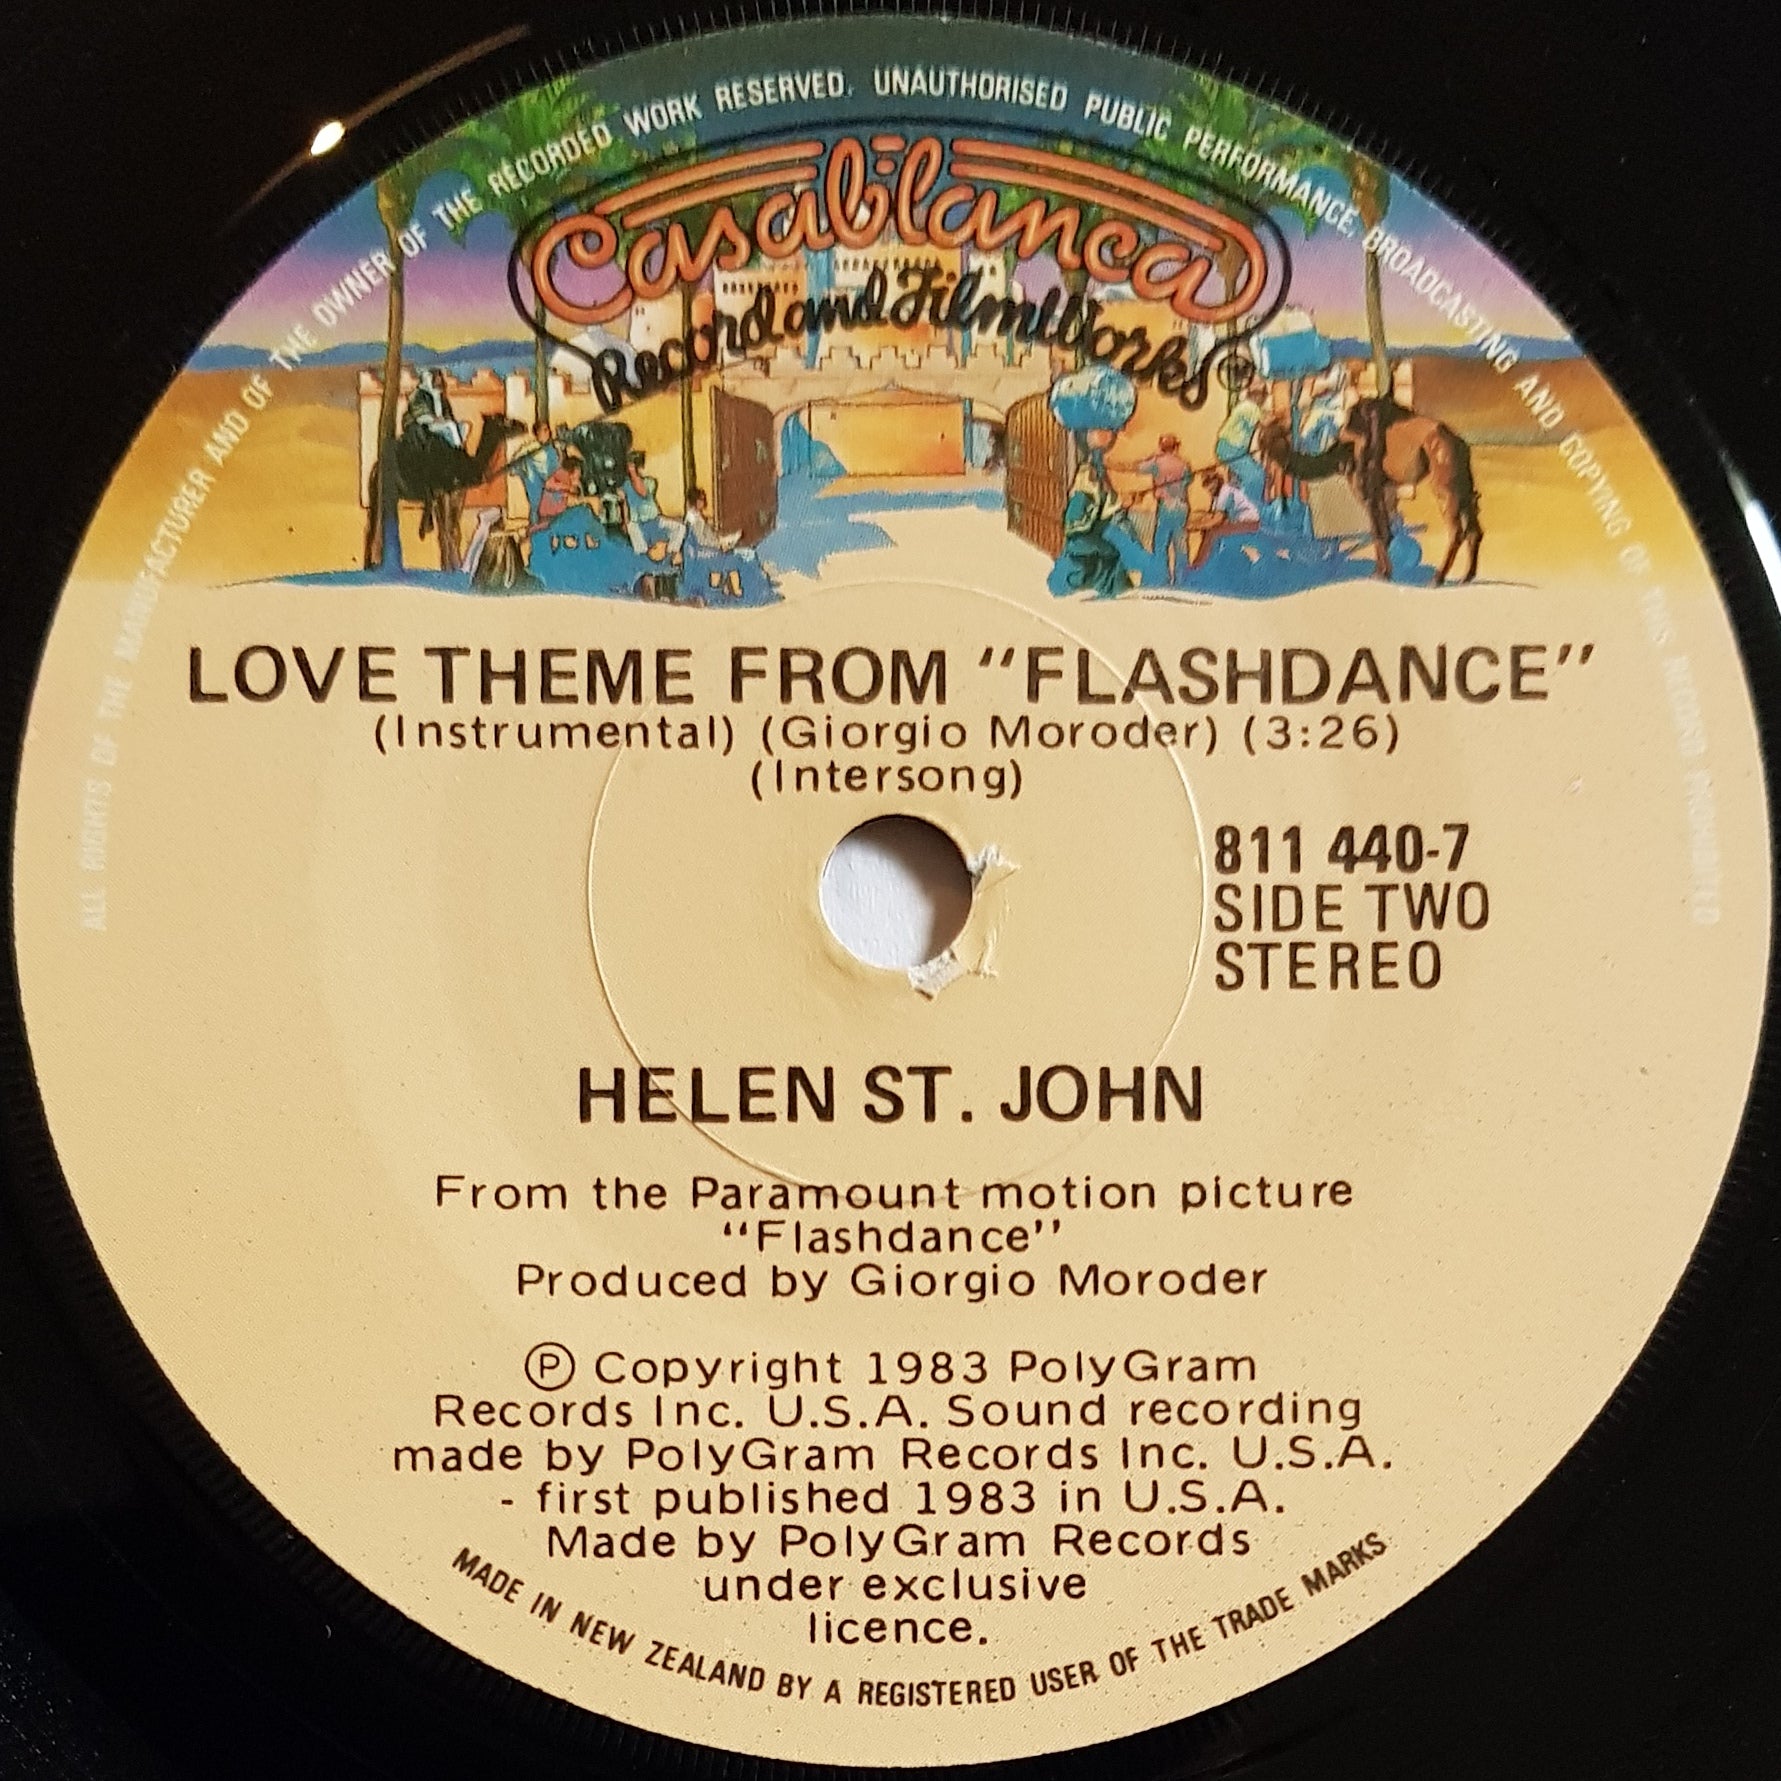 ALL RIGHTS OF THE MANUFACTURER AND OF THE OWNER OF THE RECORDED WORK RESERVED. UNAUTHORISED PUBLIC PERFORMANCE, BROADCASTING AND COPYING OF THIS RECORD PROHIBITED
Casablanca
Record and FilmWorks ®
LOVE THEME FROM “FLASHDANCE”
(Instrumental) (Giorgio Moroder) (3:26)
(Intersong)
811 440-7
SIDE TWO
STEREO
HELEN ST. JOHN
From the Paramount motion picture
“Flashdance”
Produced by Giorgio Moroder
Ⓟ Copyright 1983 PolyGram
Records Inc. U.S.A. Sound recording
made by PolyGram Records Inc. U.S.A.
- first published 1983 in U.S.A.
Made by PolyGram Records
under exclusive
licence.
MADE IN NEW ZEALAND BY A REGISTERED USER OF THE TRADE MARKS